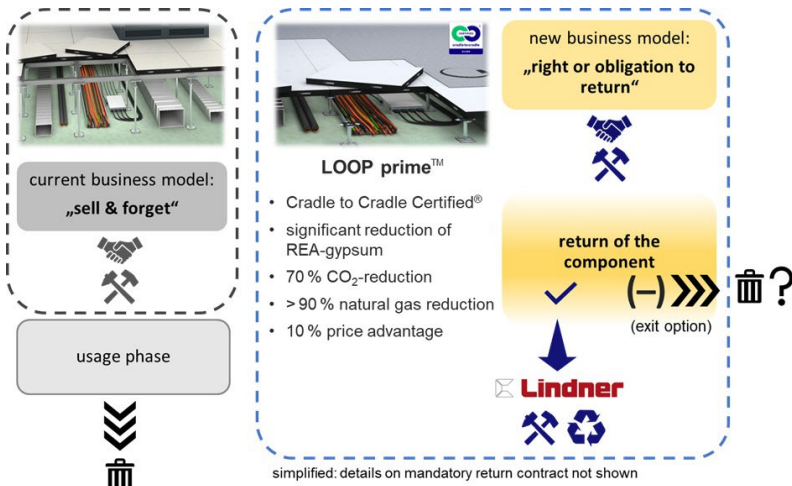 current business model:
„sell & forget“
usage phase
cradletocradle
LOOP prime™
• Cradle to Cradle Certified®
• significant reduction of
REA-gypsum
• 70 % CO₂-reduction
• > 90 % natural gas reduction
• 10 % price advantage
new business model:
„right or obligation to
return“
return of the
component
(–)
?
(exit option)
Lindner
simplified: details on mandatory return contract not shown